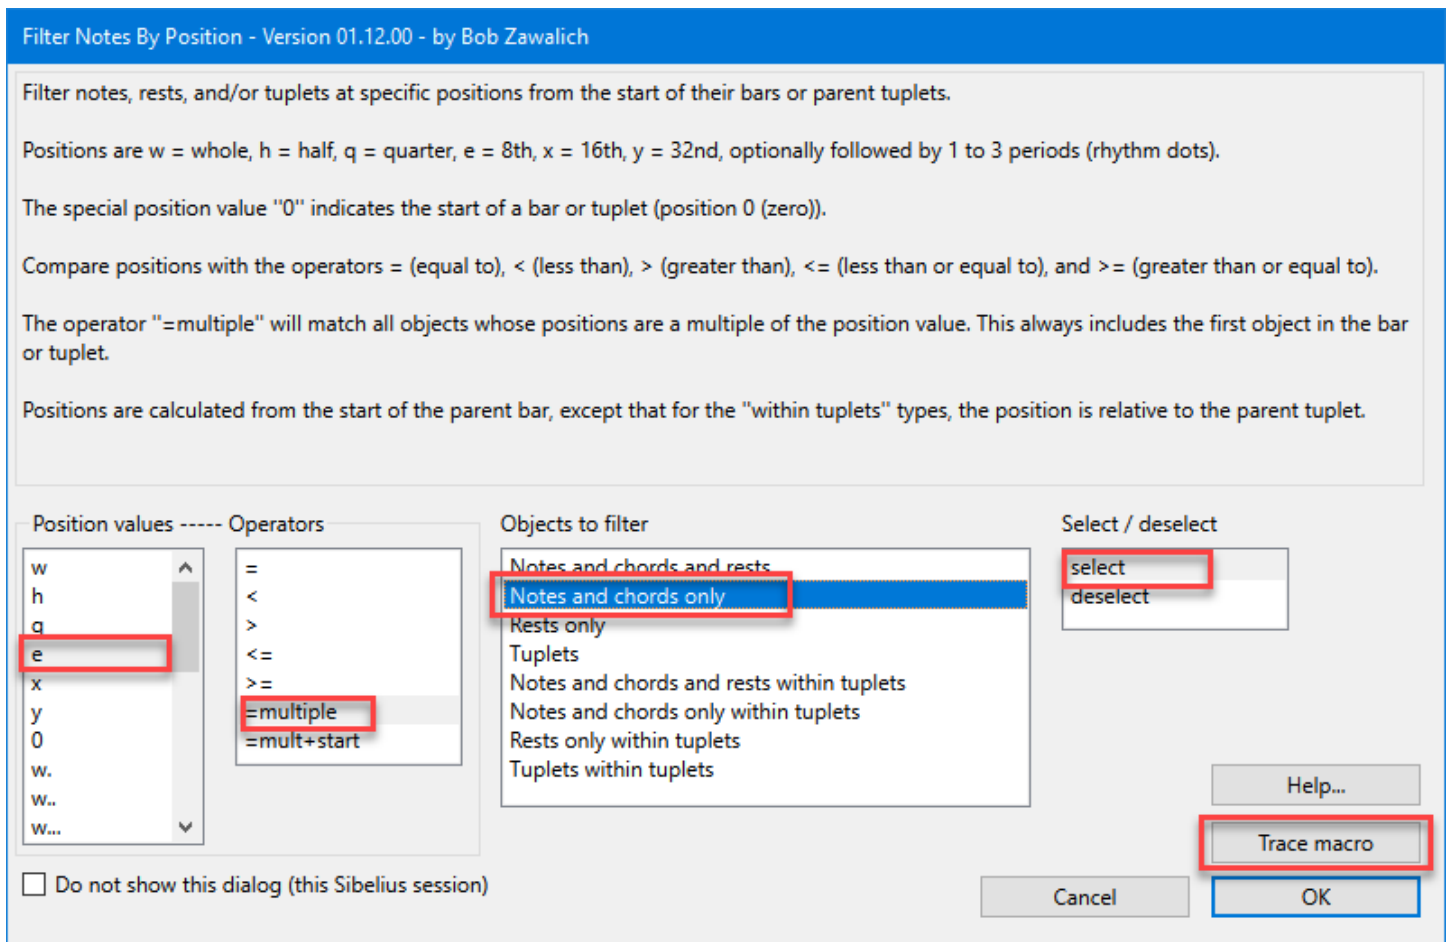 Filter Notes By Position - Version 01.12.00 - by Bob Zawalich
Filter notes, rests, and/or tuplets at specific positions from the start of their bars or parent tuplets.
Positions are w = whole, h = half, q = quarter, e = 8th, x = 16th, y = 32nd, optionally followed by 1 to 3 periods (rhythm dots).
The special position value "0" indicates the start of a bar or tuplet (position 0 (zero)).
Compare positions with the operators = (equal to), < (less than), > (greater than), <= (less than or equal to), and >= (greater than or equal to).
The operator "=multiple" will match all objects whose positions are a multiple of the position value. This always includes the first object in the bar
or tuplet.
Positions are calculated from the start of the parent bar, except that for the "within tuplets" types, the position is relative to the parent tuplet.
Position values ----- Operators
w
h
q
e
x
y
0
w.
w..
w...
=
<
>
<=
>=
=multiple
=mult+start
Objects to filter
Notes and chords and rests
Notes and chords only
Rests only
Tuplets
Notes and chords and rests within tuplets
Notes and chords only within tuplets
Rests only within tuplets
Tuplets within tuplets
Select / deselect
select
deselect
Help...
Trace macro
Do not show this dialog (this Sibelius session)
Cancel
OK